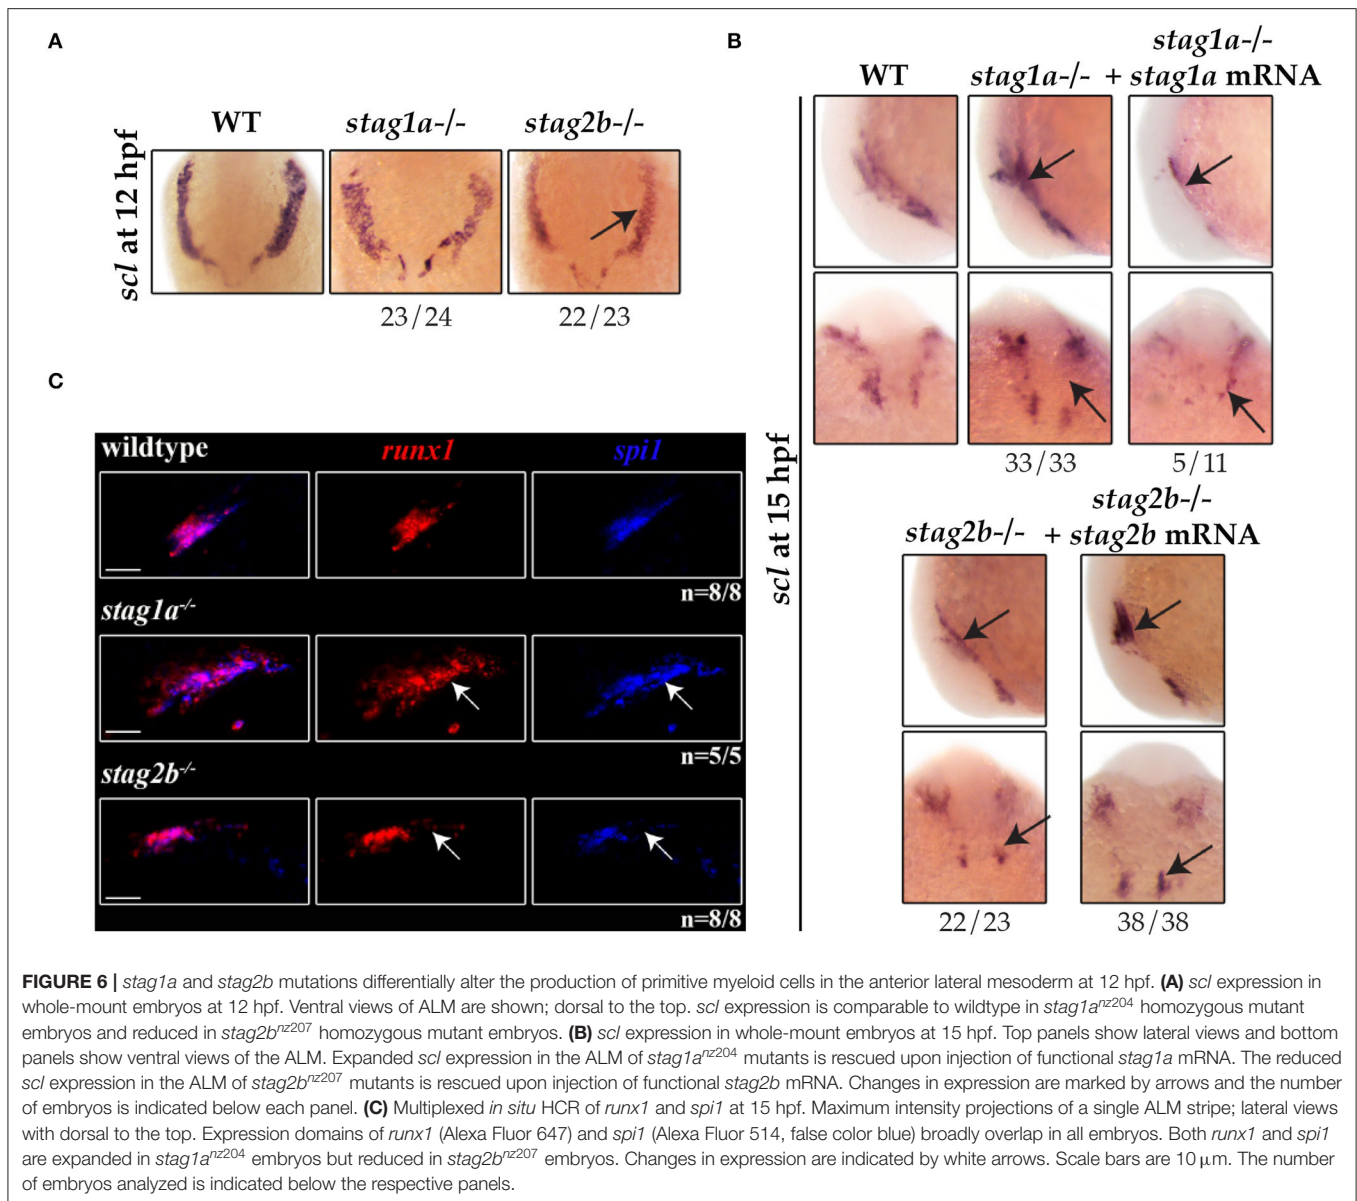 A
WT
stag1a-/-
stag2b-/-
scl at 12 hpf
23/24
22/23
B
WT
stag1a-/-
stag1a-/-
+ stag1a mRNA
scl at 15 hpf
33/33
5/11
stag2b-/-
stag2b-/-
+ stag2b mRNA
22/23
38/38
C
wildtype
runx1
spi1
n=8/8
stag1a-/-
n=5/5
stag2b-/-
n=8/8
FIGURE 6 | stag1a and stag2b mutations differentially alter the production of primitive myeloid cells in the anterior lateral mesoderm at 12 hpf. (A) scl expression in
whole-mount embryos at 12 hpf. Ventral views of ALM are shown; dorsal to the top. scl expression is comparable to wildtype in stag1anz204 homozygous mutant
embryos and reduced in stag2bnz207 homozygous mutant embryos. (B) scl expression in whole-mount embryos at 15 hpf. Top panels show lateral views and bottom
panels show ventral views of the ALM. Expanded scl expression in the ALM of stag1anz204 mutants is rescued upon injection of functional stag1a mRNA. The reduced
scl expression in the ALM of stag2bnz207 mutants is rescued upon injection of functional stag2b mRNA. Changes in expression are marked by arrows and the number
of embryos is indicated below each panel. (C) Multiplexed in situ HCR of runx1 and spi1 at 15 hpf. Maximum intensity projections of a single ALM stripe; lateral views
with dorsal to the top. Expression domains of runx1 (Alexa Fluor 647) and spi1 (Alexa Fluor 514, false color blue) broadly overlap in all embryos. Both runx1 and spi1
are expanded in stag1anz204 embryos but reduced in stag2bnz207 embryos. Changes in expression are indicated by white arrows. Scale bars are 10 μm. The number
of embryos analyzed is indicated below the respective panels.